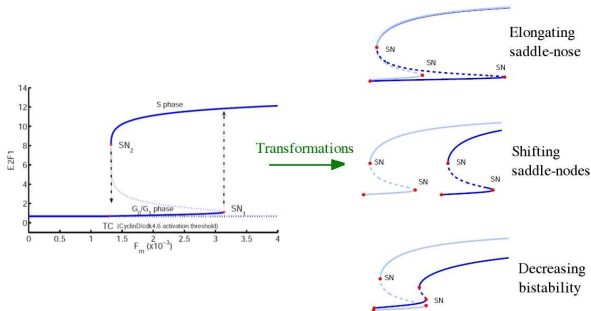 14
12
10
8
6
4
2
0
E2F1
S phase
SN2
G0/G1 phase
SN1
TC (CyclinD/cdk4,6 activation threshold)
0 0.5 1 1.5 2 2.5 3 3.5 4
Fm (x10^-3)
Transformations
SN
SN
SN
Elongating
saddle-nose
SN
SN
SN
SN
Shifting
saddle-nodes
SN
SN
Decreasing
bistability